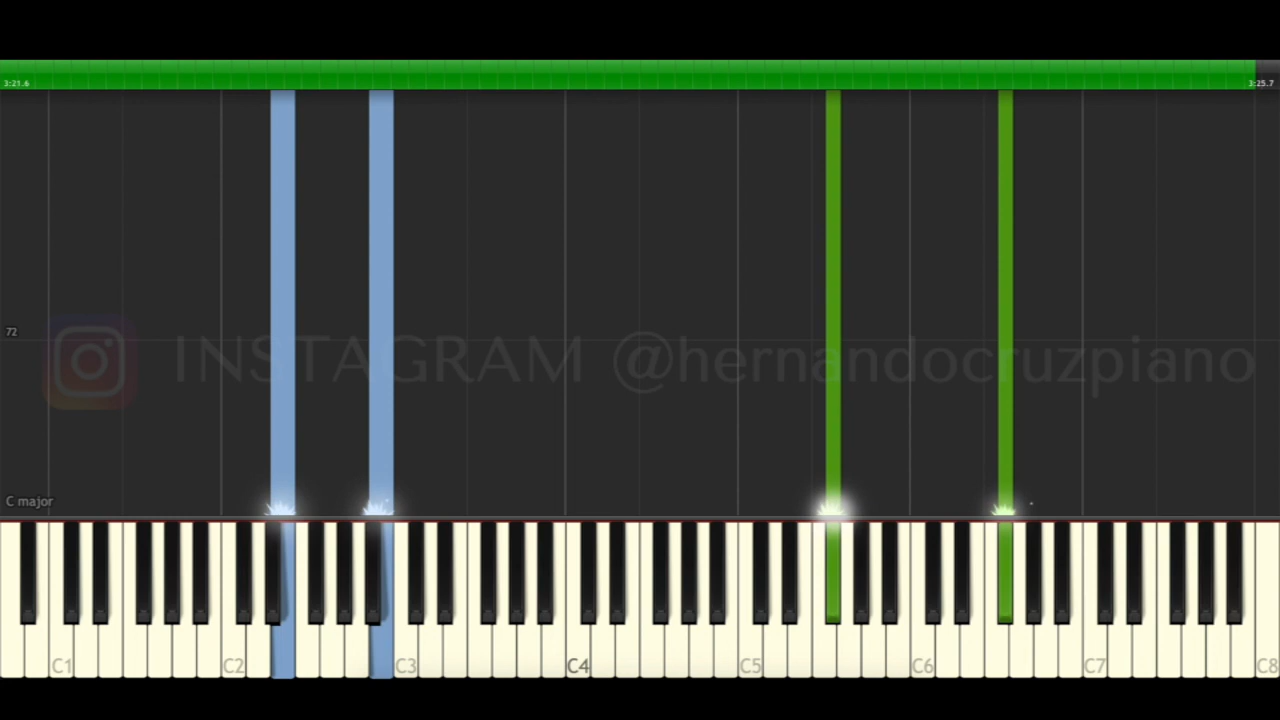 3:21.6 3:25.7
72
INSTAGRAM @hernandocruzpiano
C major
C1 C2 C3 C4 C5 C6 C7 C8